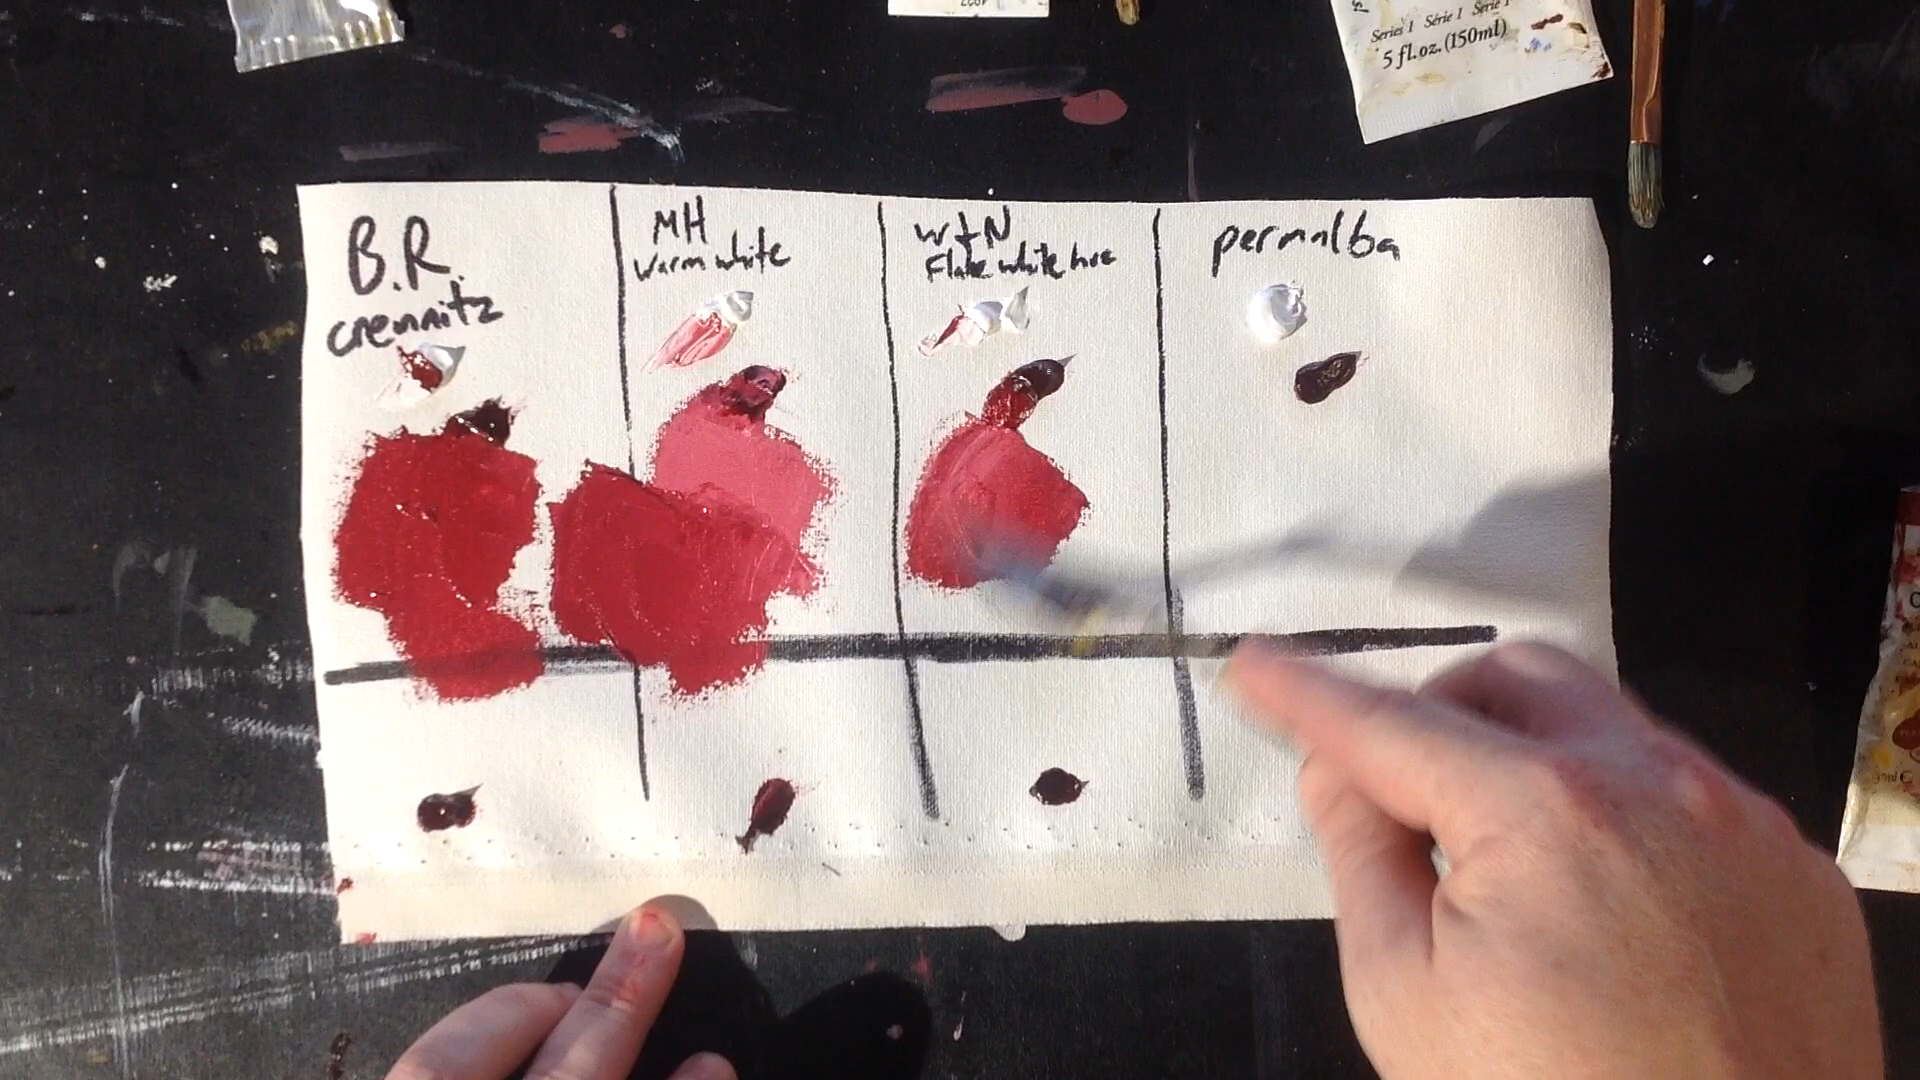 Series 1 Série 1 Serie 1
5 fl.oz. (150ml)
B.R.
cremnitz
MH
warm white
w+N
Flake white hue
permalba